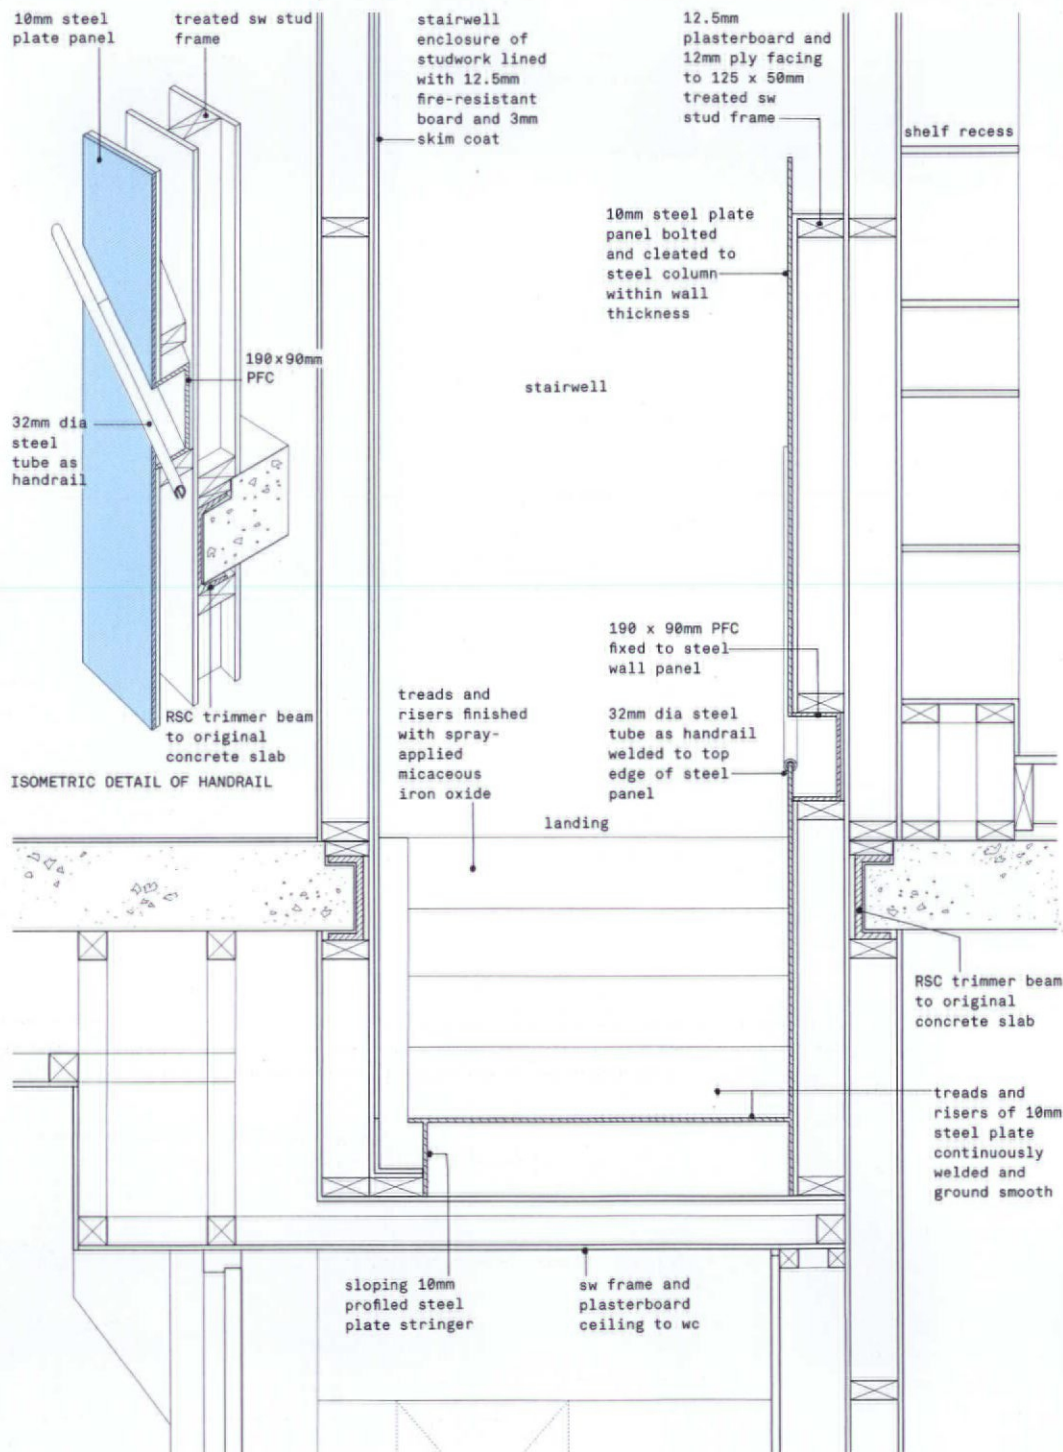 10mm steel
plate panel
treated sw stud
frame
stairwell
enclosure of
studwork lined
with 12.5mm
fire-resistant
board and 3mm
skim coat
12.5mm
plasterboard and
12mm ply facing
to 125 x 50mm
treated sw
stud frame
shelf recess
10mm steel plate
panel bolted
and cleated to
steel column
within wall
thickness
stairwell
190x90mm
PFC
32mm dia
steel
tube as
handrail
RSC trimmer beam
to original
concrete slab
ISOMETRIC DETAIL OF HANDRAIL
treads and
risers finished
with spray-
applied
micaceous
iron oxide
190 x 90mm PFC
fixed to steel
wall panel
32mm dia steel
tube as handrail
welded to top
edge of steel
panel
landing
RSC trimmer beam
to original
concrete slab
treads and
risers of 10mm
steel plate
continuously
welded and
ground smooth
sloping 10mm
profiled steel
plate stringer
sw frame and
plasterboard
ceiling to wc